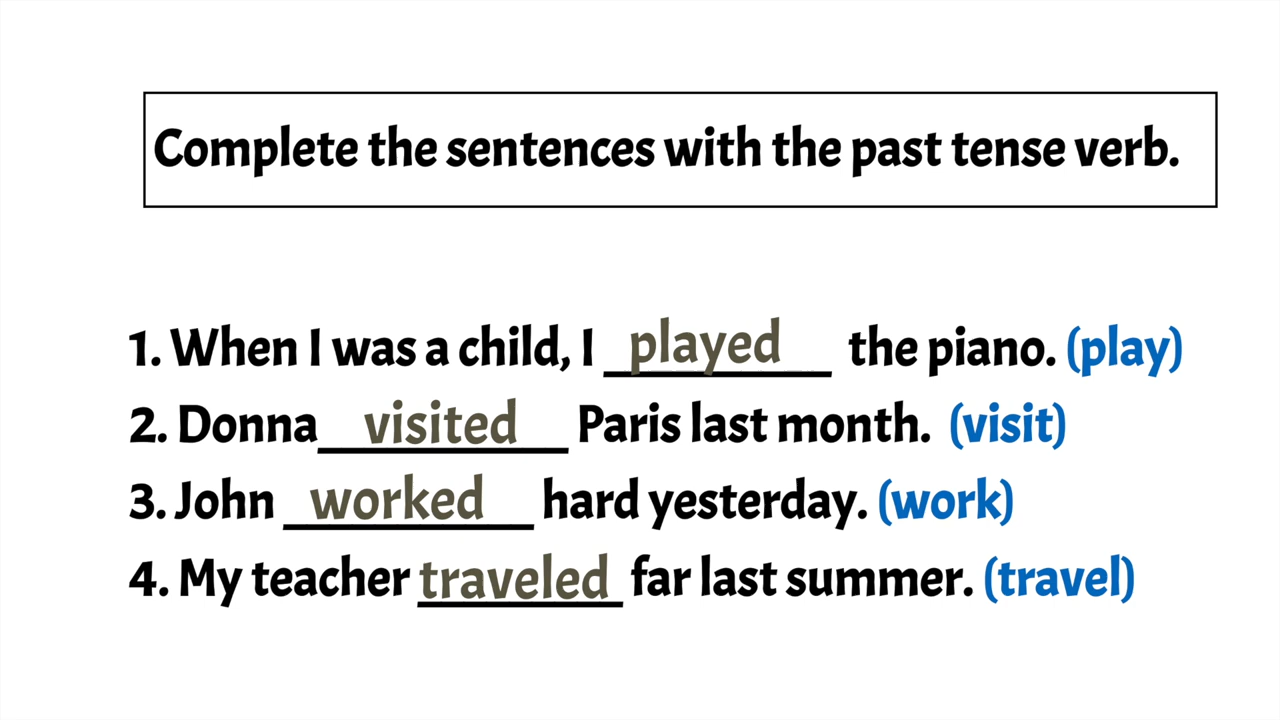 Complete the sentences with the past tense verb.
1. When I was a child, I played the piano. (play)
2. Donna visited Paris last month. (visit)
3. John worked hard yesterday. (work)
4. My teacher traveled far last summer. (travel)